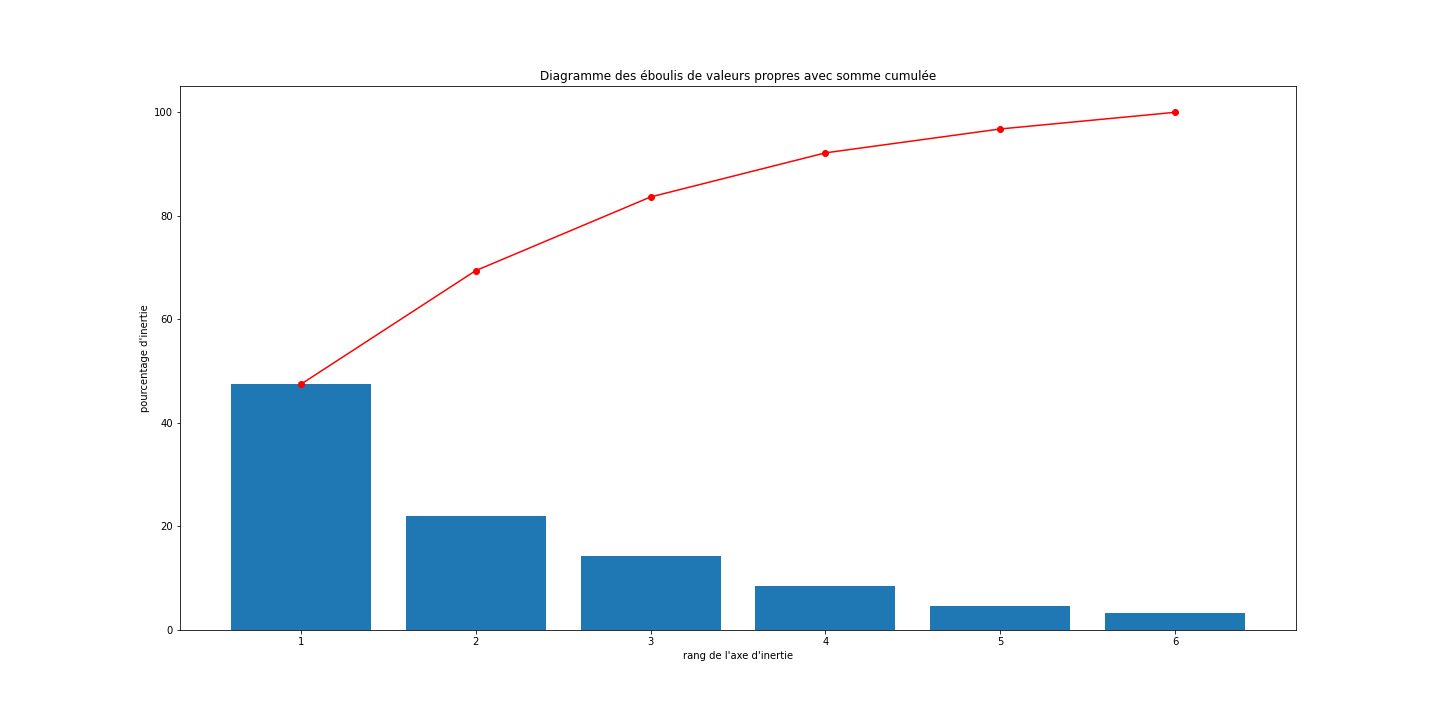 Diagramme des éboulis de valeurs propres avec somme cumulée
100
80
60
40
20
0
pourcentage d'inertie
1 2 3 4 5 6
rang de l'axe d'inertie